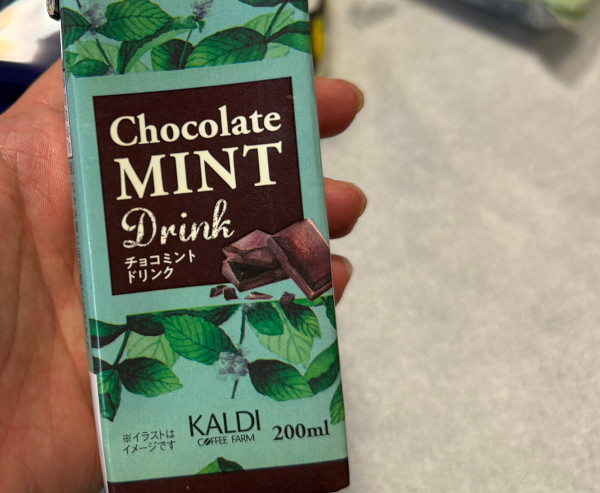 Chocolate
MINT
Drink
チョコミント
ドリンク
※イラストは
イメージです
KALDI
COFFEE FARM
200ml